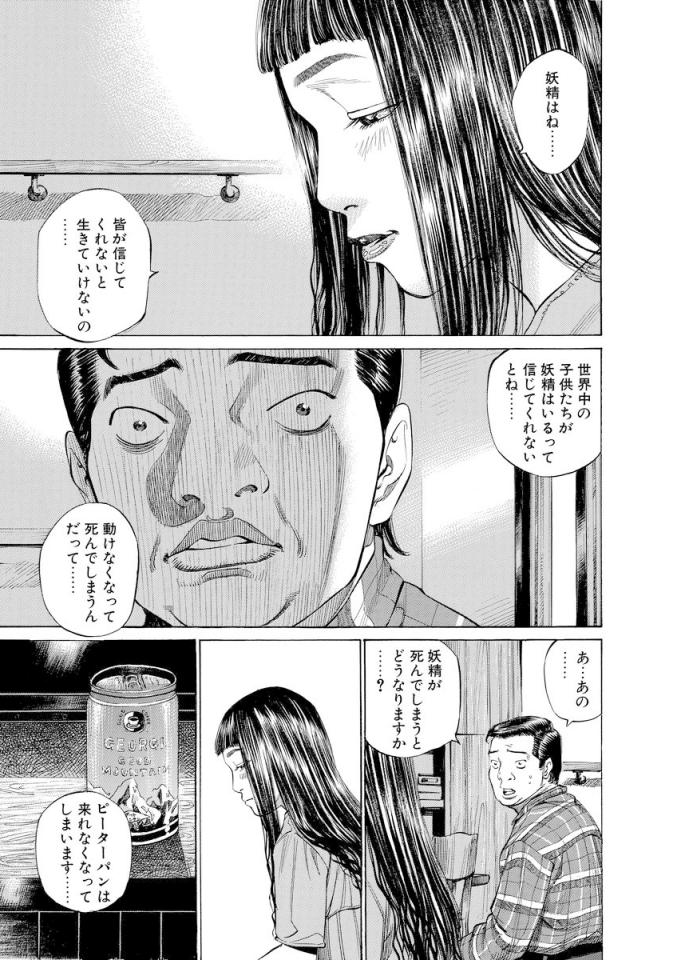 妖精はね……
皆が信じて
くれないと
生きていけないの
……
世界中の
子供たちが
妖精はいるって
信じてくれない
とね……
動けなくなって
死んでしまうん
だって……
あ…あの
……
妖精が
死んでしまうと
どうなりますか
……?
GEORGI
GOLD
MOUNTAIN
ピーターパンは
来れなくなって
しまいます……